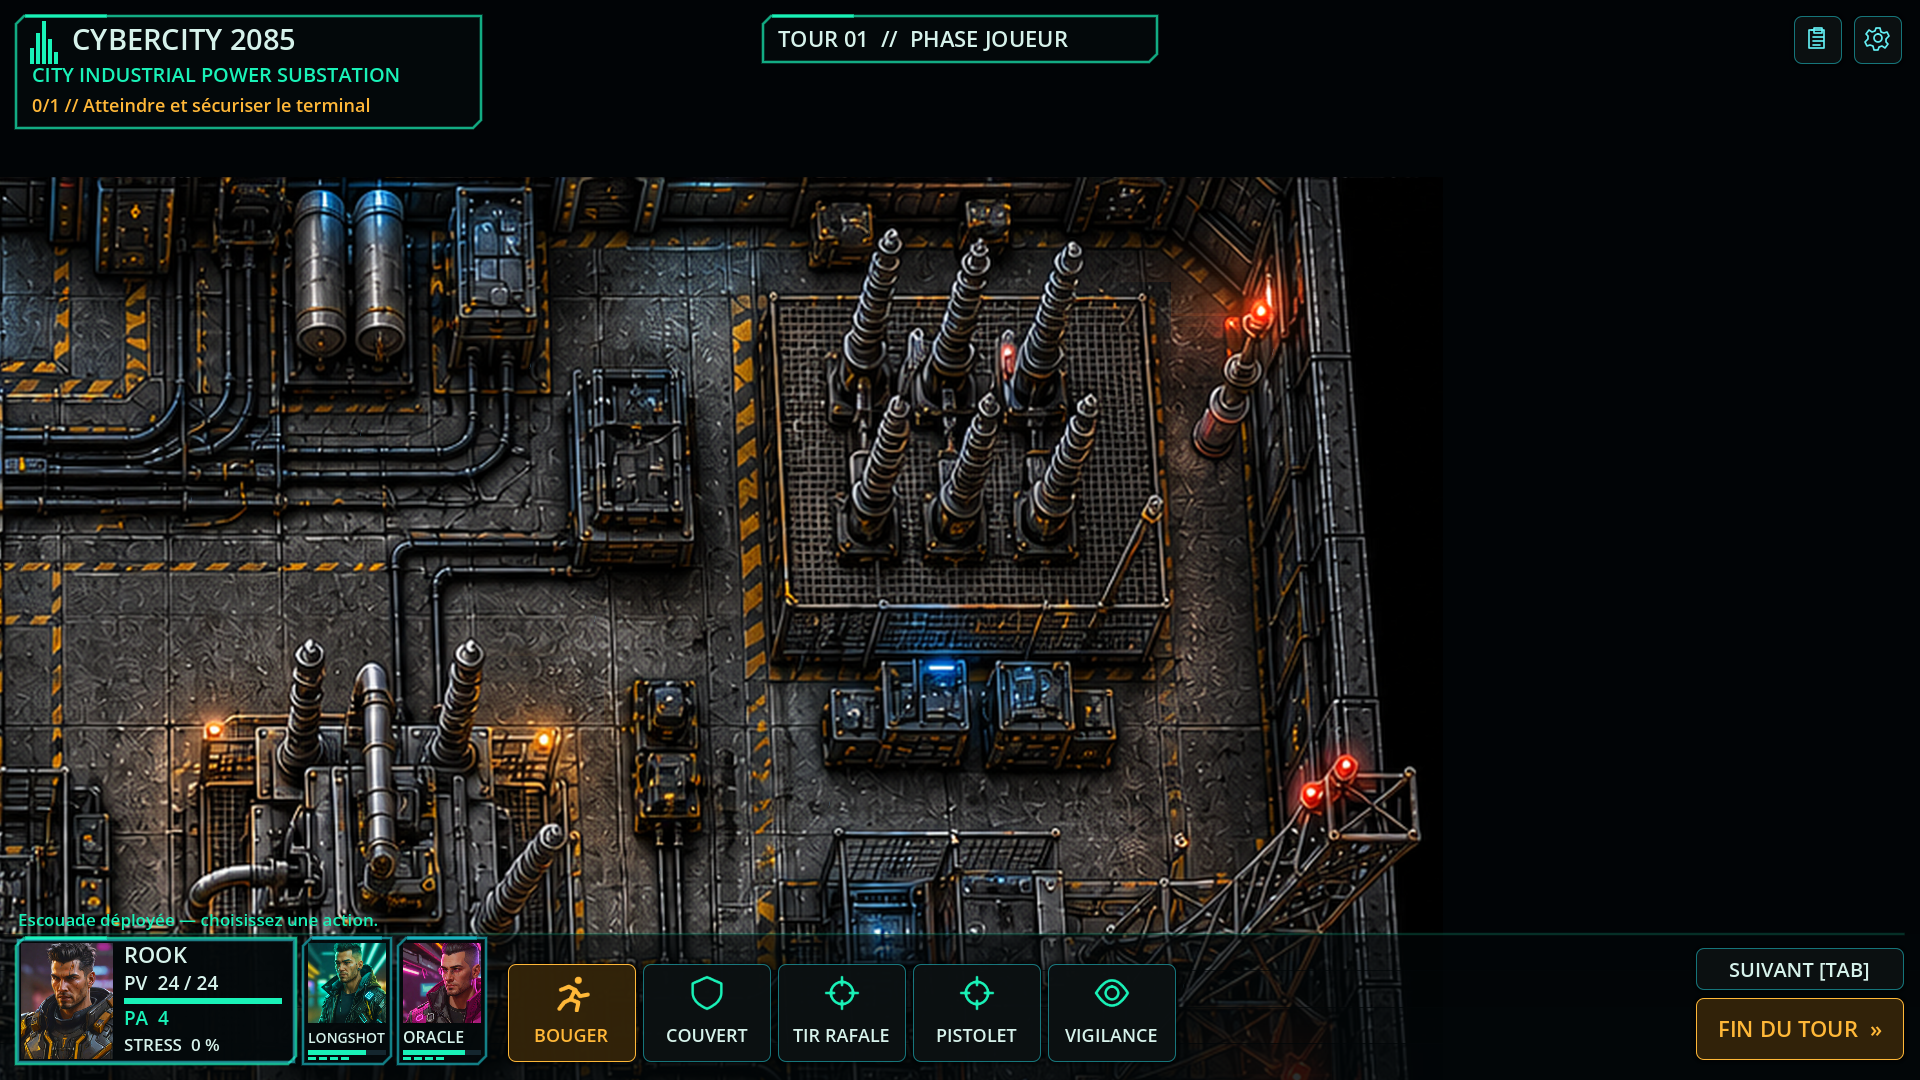 CYBERCITY 2085
CITY INDUSTRIAL POWER SUBSTATION
0/1 // Atteindre et sécuriser le terminal
TOUR 01 // PHASE JOUEUR
Escouade déployée — choisissez une action.
ROOK
PV 24 / 24
PA 4
STRESS 0 %
LONGSHOT
ORACLE
BOUGER
COUVERT
TIR RAFALE
PISTOLET
VIGILANCE
SUIVANT [TAB]
FIN DU TOUR »